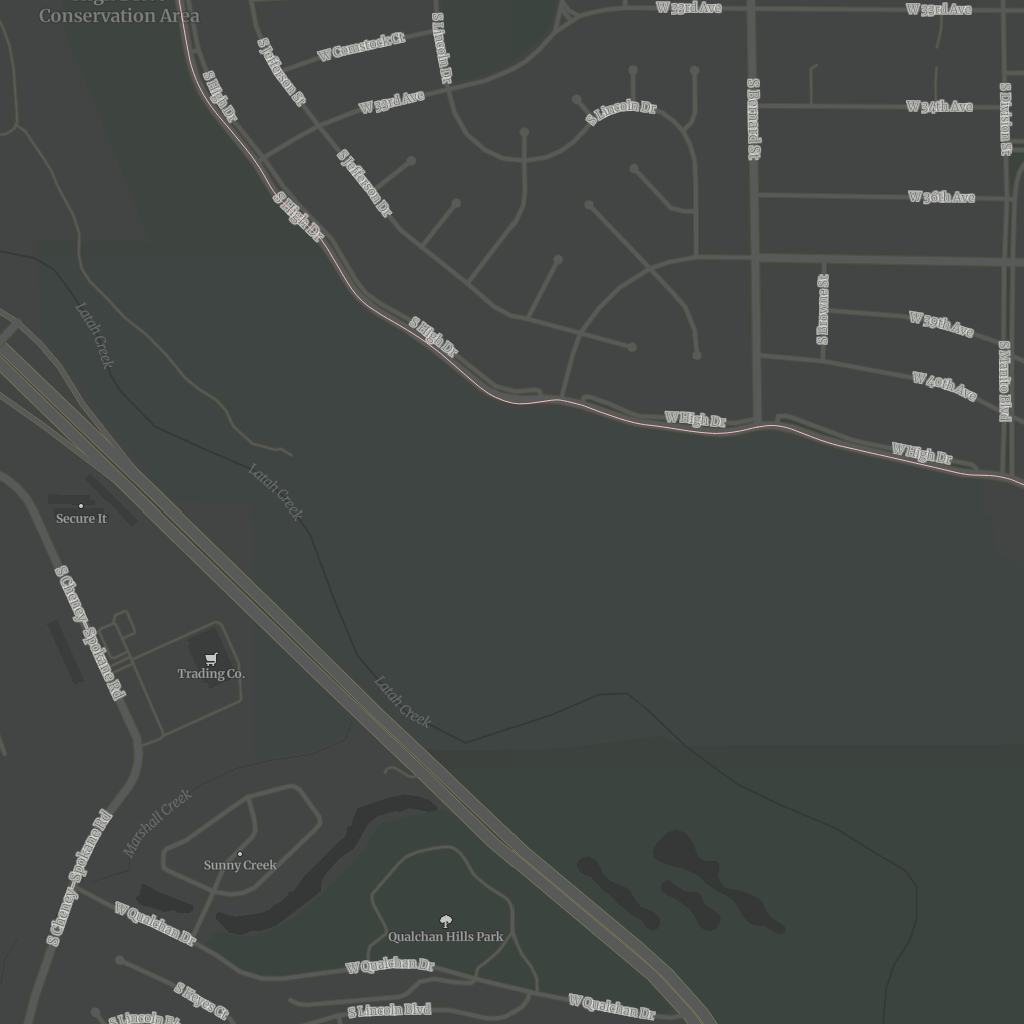 Conservation Area
W 33rd Ave
W 33rd Ave
S Lincoln Dr
W Comstock Ct
S Jefferson St
S High Dr
W 33rd Ave
S Lincoln Dr
S Bernard St
W 34th Ave
S Division St
S Jefferson Dr
W 36th Ave
S High Dr
S Browne St
W 39th Ave
Latah Creek
S High Dr
S Manito Blvd
W 40th Ave
W High Dr
W High Dr
Latah Creek
Secure It
S Cheney-Spokane Rd
Trading Co.
Latah Creek
Marshall Creek
Sunny Creek
S Cheney-Spokane Rd
W Qualchan Dr
Qualchan Hills Park
W Qualchan Dr
S Keyes Ct
S Lincoln Blvd
W Qualchan Dr